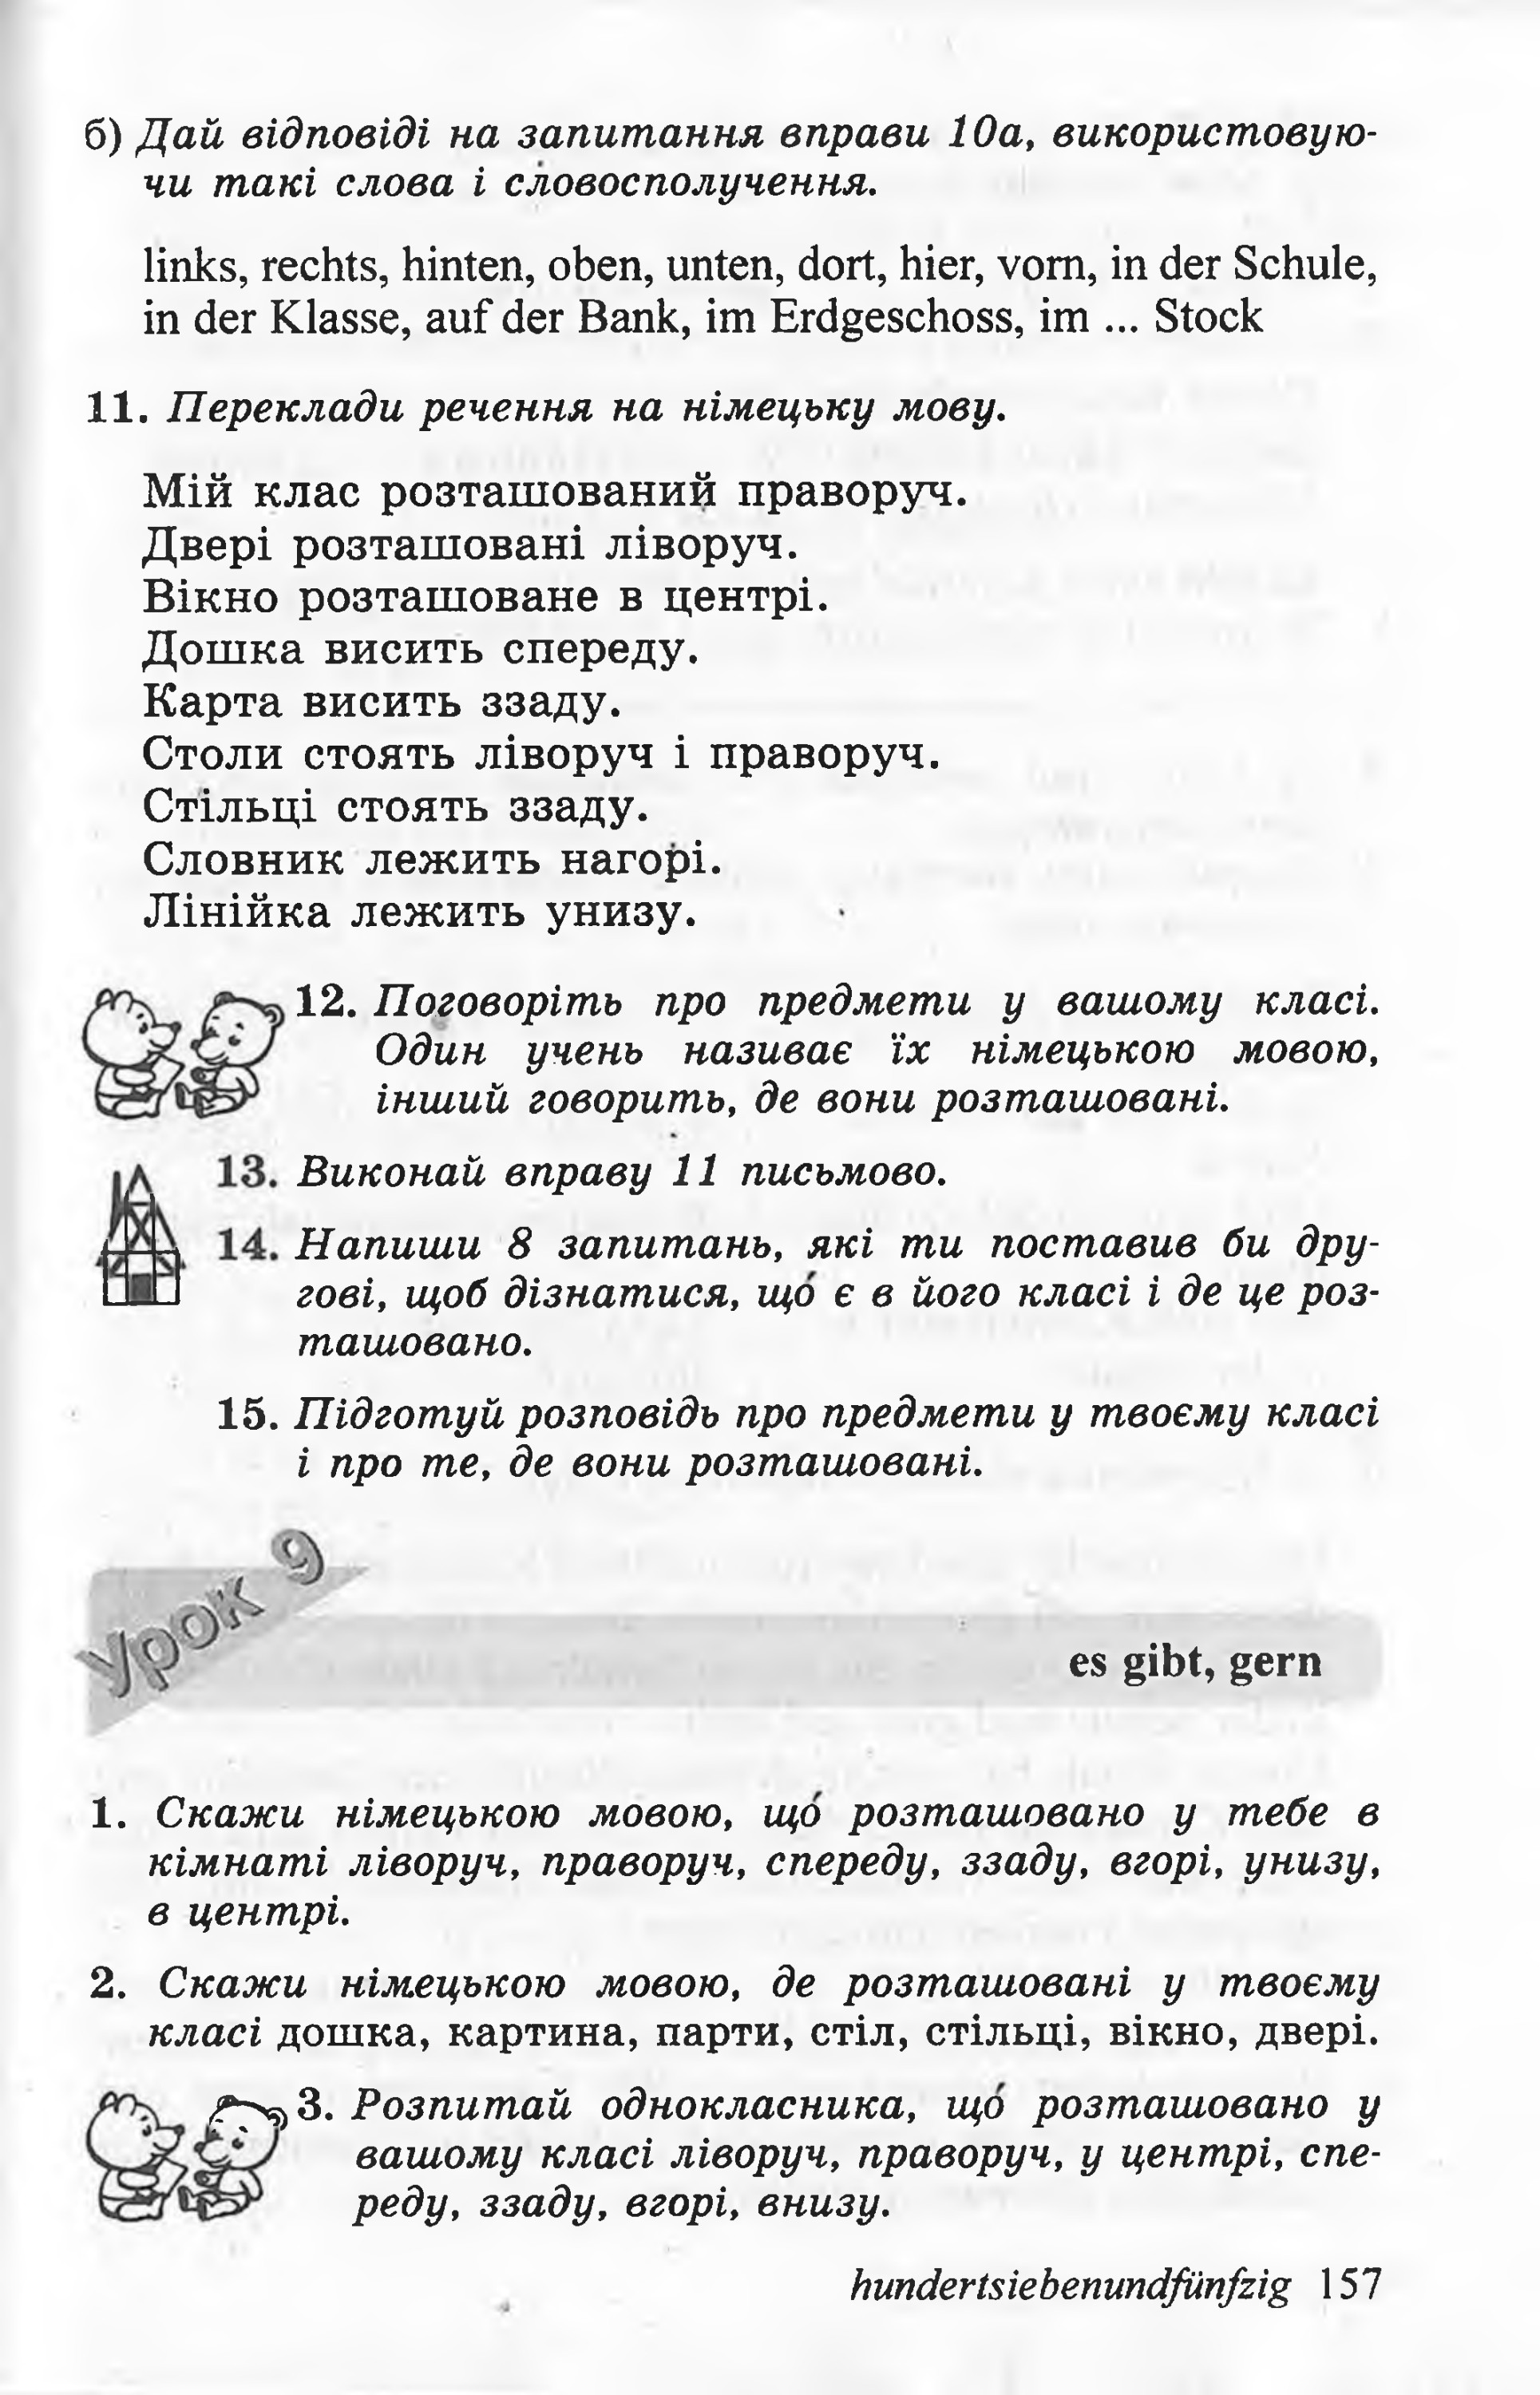 б) Дай відповіді на запитання вправи 10а, використовую-
чи такі слова і словосполучення.
links, rechts, hinten, oben, unten, dort, hier, vorn, in der Schule,
in der Klasse, auf der Bank, im Erdgeschoss, im ... Stock
11. Переклади речення на німецьку мову.
Мій клас розташований праворуч.
Двері розташовані ліворуч.
Вікно розташоване в центрі.
Дошка висить спереду.
Карта висить ззаду.
Столи стоять ліворуч і праворуч.
Стільці стоять ззаду.
Словник лежить нагорі.
Лінійка лежить унизу.
12. Поговоріть про предмети у вашому класі.
Один учень називає їх німецькою мовою,
інший говорить, де вони розташовані.
13. Виконай вправу 11 письмово.
14. Напиши 8 запитань, які ти поставив би дру-
гові, щоб дізнатися, що́ є в його класі і де це роз-
ташовано.
15. Підготуй розповідь про предмети у твоєму класі
і про те, де вони розташовані.
Урок 9
es gibt, gern
1. Скажи німецькою мовою, що́ розташовано у тебе в
кімнаті ліворуч, праворуч, спереду, ззаду, вгорі, унизу,
в центрі.
2. Скажи німецькою мовою, де розташовані у твоєму
класі дошка, картина, парти, стіл, стільці, вікно, двері.
3. Розпитай однокласника, що́ розташовано у
вашому класі ліворуч, праворуч, у центрі, спе-
реду, ззаду, вгорі, внизу.
hundertsiebenundfünfzig 157